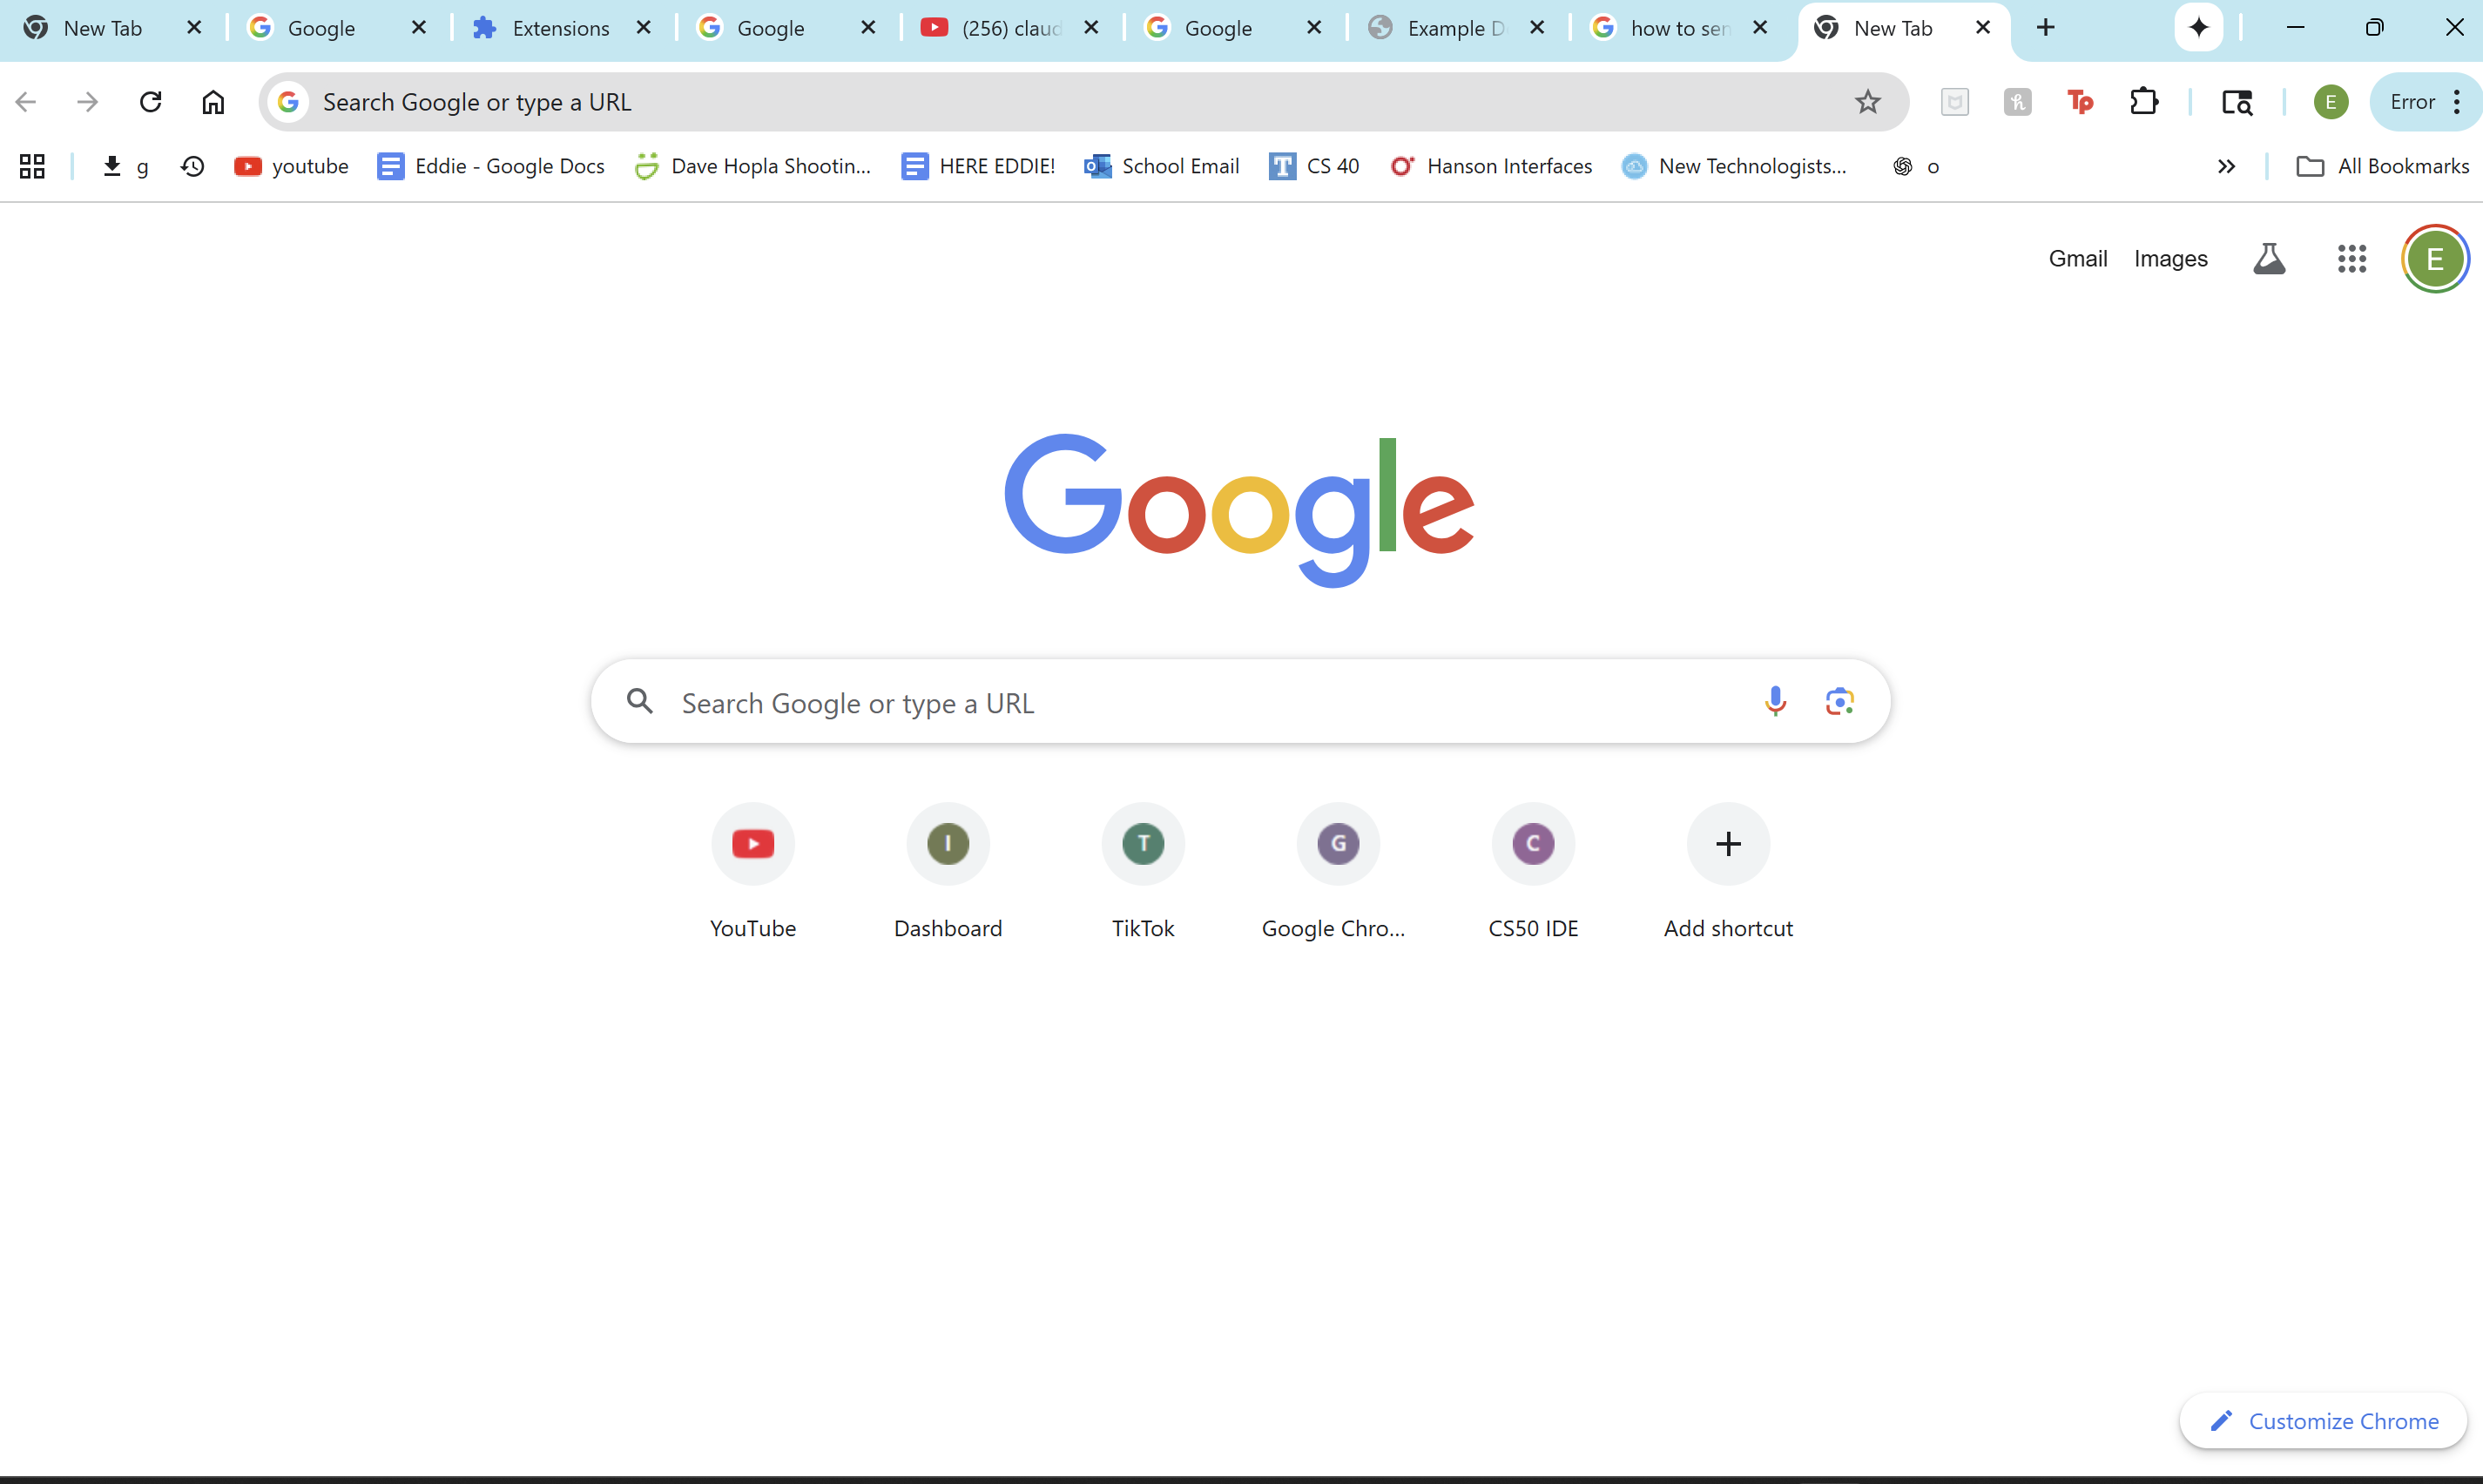 New Tab
Google
Extensions
Google
(256) claud
Google
Example D
how to sen
New Tab
Search Google or type a URL
Tp
E
Error
g
youtube
Eddie - Google Docs
Dave Hopla Shootin...
HERE EDDIE!
School Email
T
CS 40
Hanson Interfaces
New Technologists...
o
All Bookmarks
Gmail
Images
E
Google
Search Google or type a URL
I
T
G
C
YouTube
Dashboard
TikTok
Google Chro...
CS50 IDE
Add shortcut
Customize Chrome